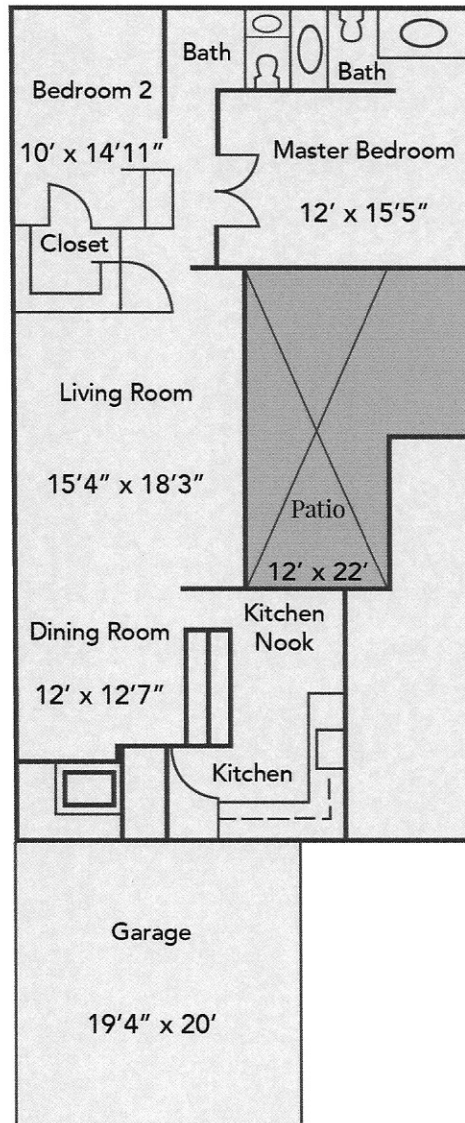 Bath
Bath
Bedroom 2
10’ x 14’11”
Master Bedroom
12’ x 15’5”
Closet
Living Room
15’4” x 18’3”
Patio
12’ x 22’
Kitchen
Nook
Dining Room
12’ x 12’7”
Kitchen
Garage
19’4” x 20’